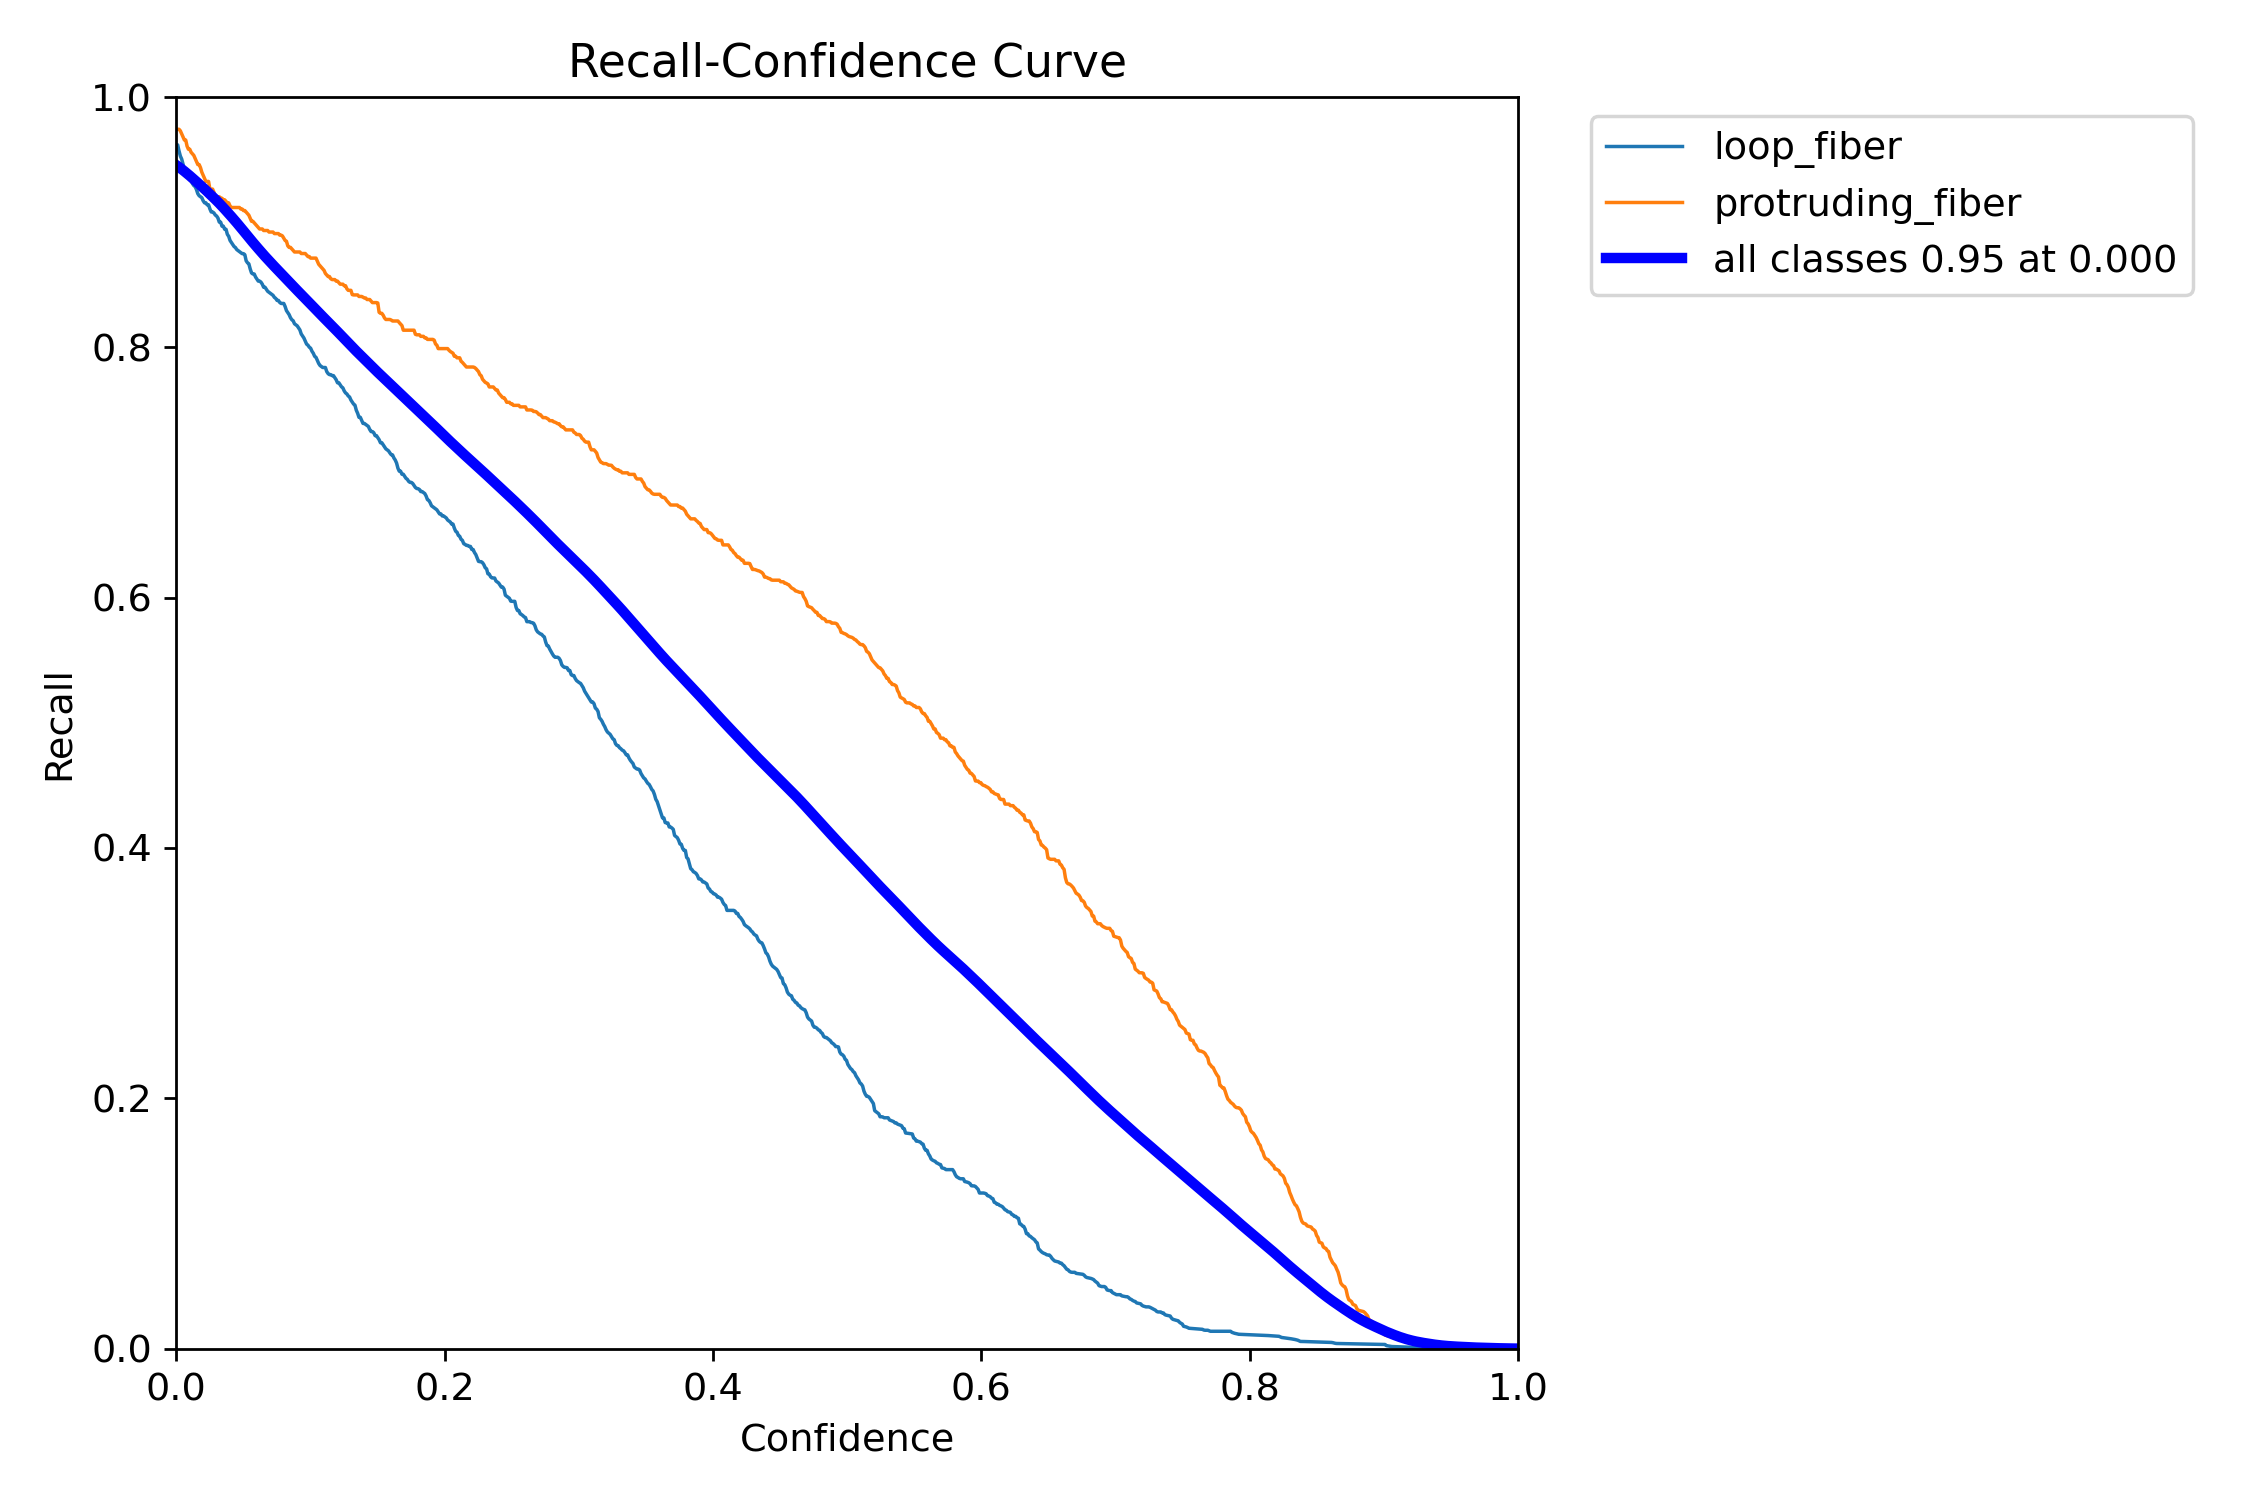 Recall-Confidence Curve
1.0
0.8
0.6
0.4
0.2
0.0
Recall
0.0 0.2 0.4 0.6 0.8 1.0
Confidence
loop_fiber
protruding_fiber
all classes 0.95 at 0.000